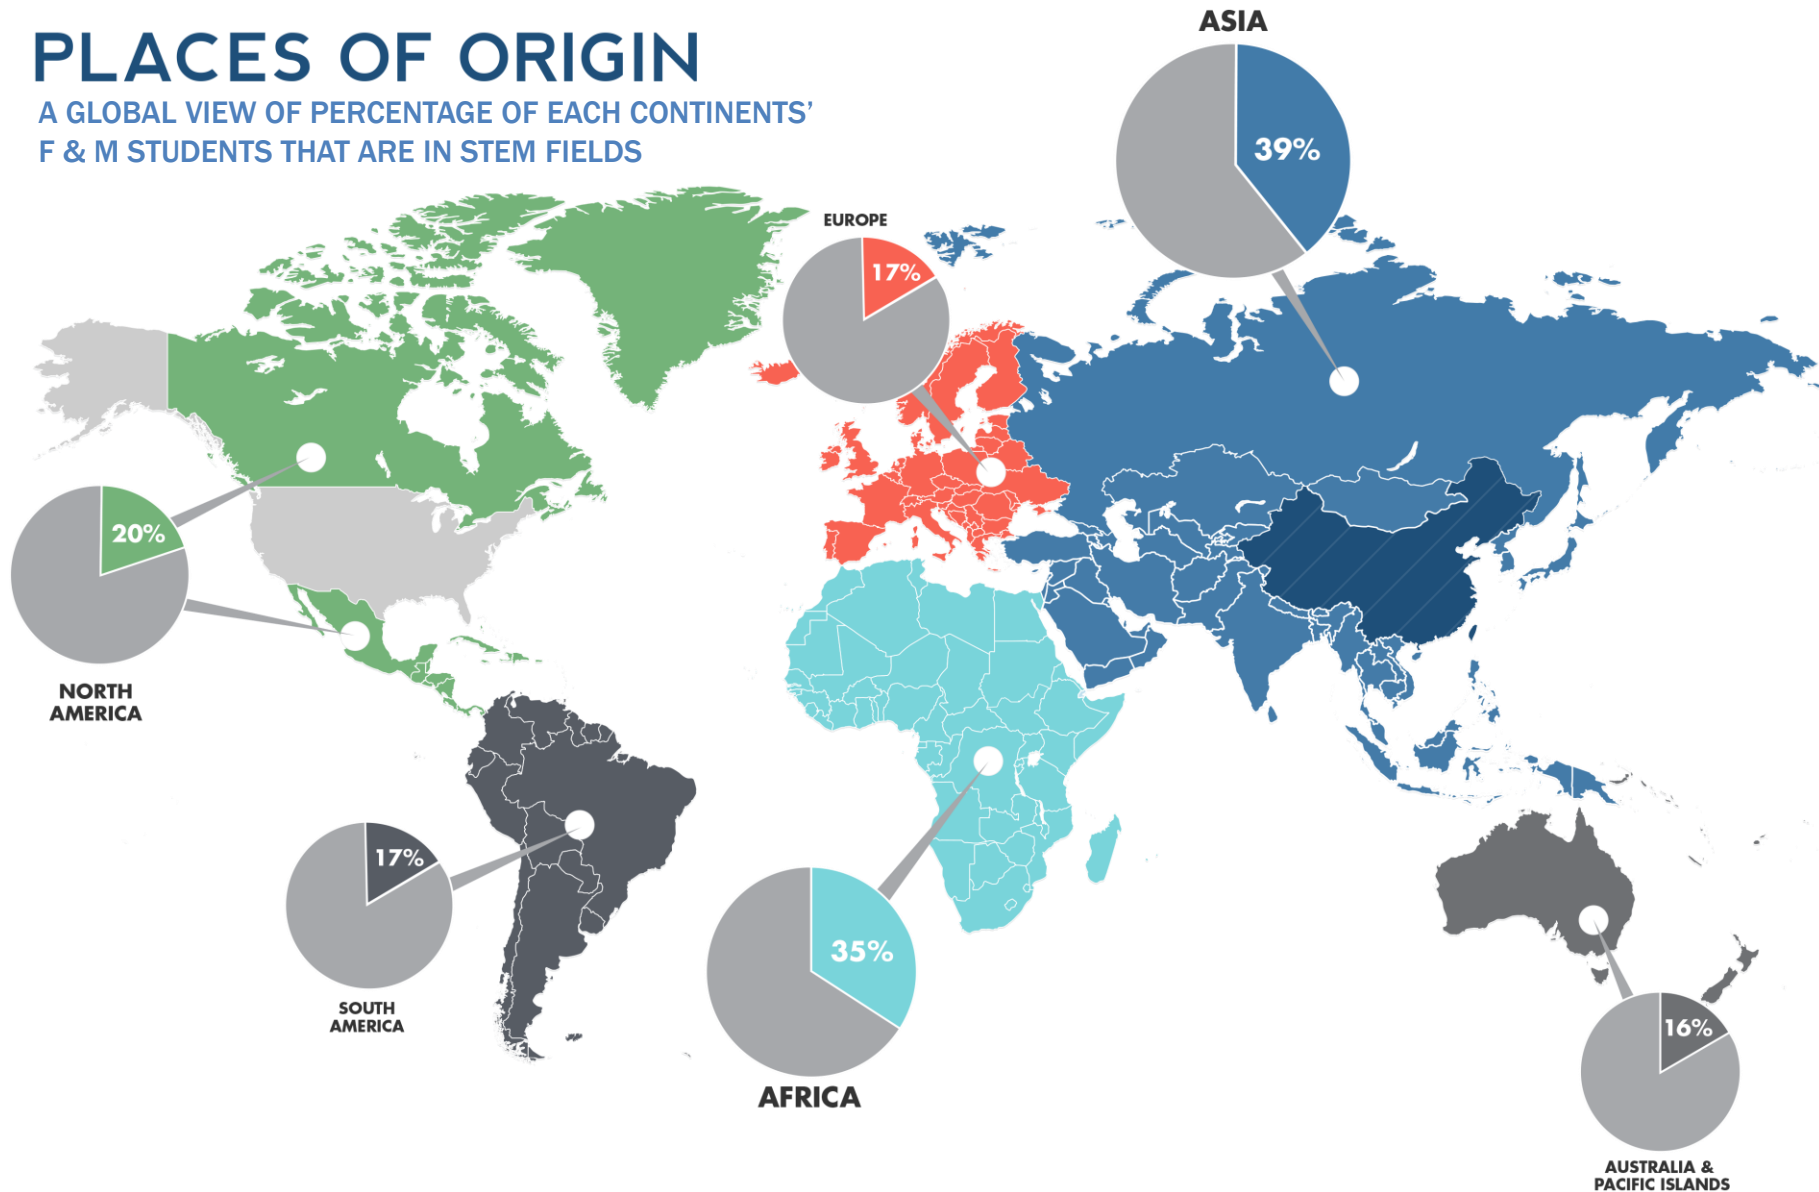 PLACES OF ORIGIN
A GLOBAL VIEW OF PERCENTAGE OF EACH CONTINENTS'
F & M STUDENTS THAT ARE IN STEM FIELDS
ASIA
39%
EUROPE
17%
20%
NORTH
AMERICA
17%
SOUTH
AMERICA
35%
AFRICA
16%
AUSTRALIA &
PACIFIC ISLANDS